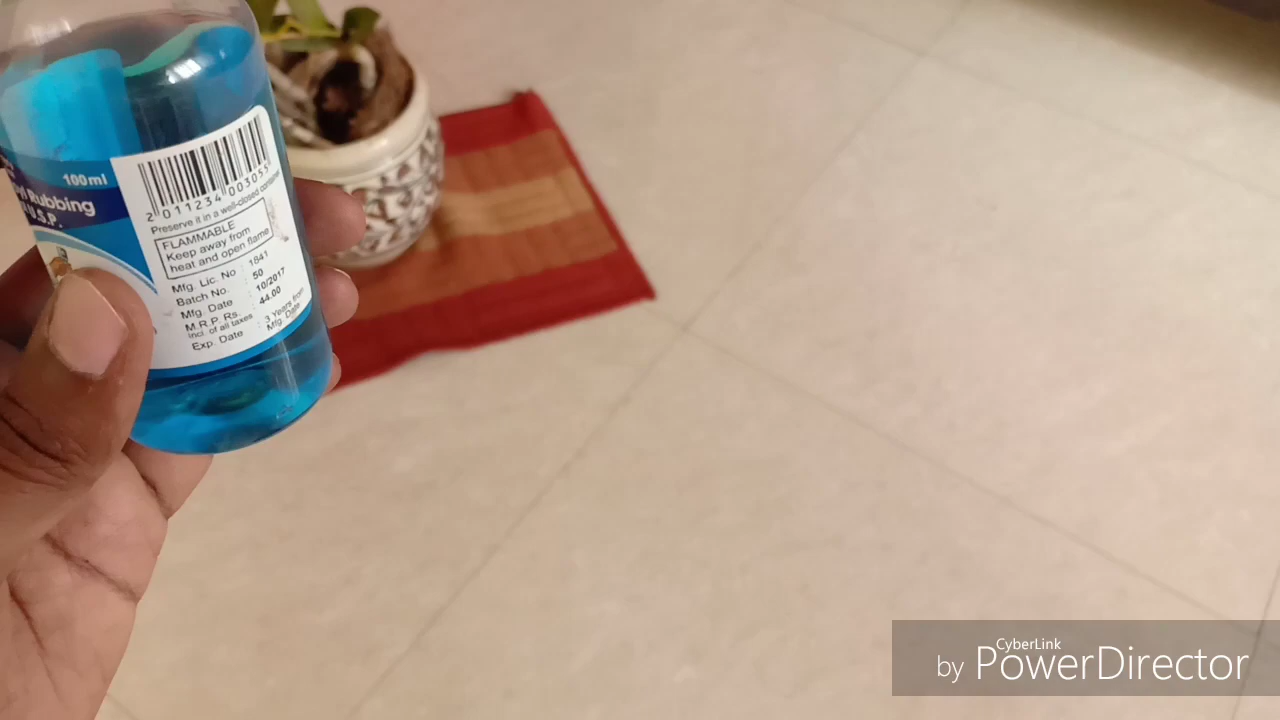 100ml
Rubbing
U.S.P.
2 011234 003055
Preserve it in a well-closed container
FLAMMABLE
Keep away from
heat and open flame
Mfg. Lic. No : 1841
Batch No. : 50
Mfg. Date : 10/2017
M.R.P. Rs. : 44.00
Incl. of all taxes
Exp. Date : 3 Years from
Mfg. Date
by CyberLink PowerDirector